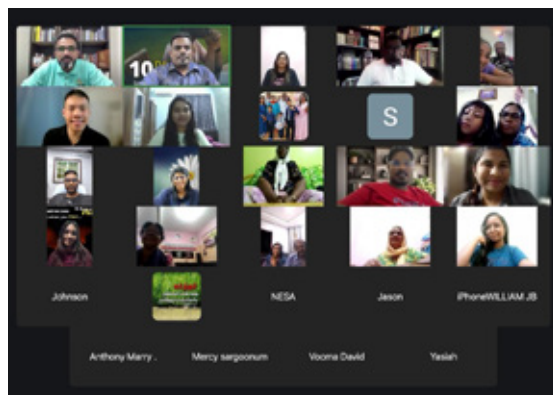 10
S
Johnson
NESA
Jason
iPhoneWILLIAM JB
Anthony Marry .
Mercy sargoonum
Vooma David
Yasiah